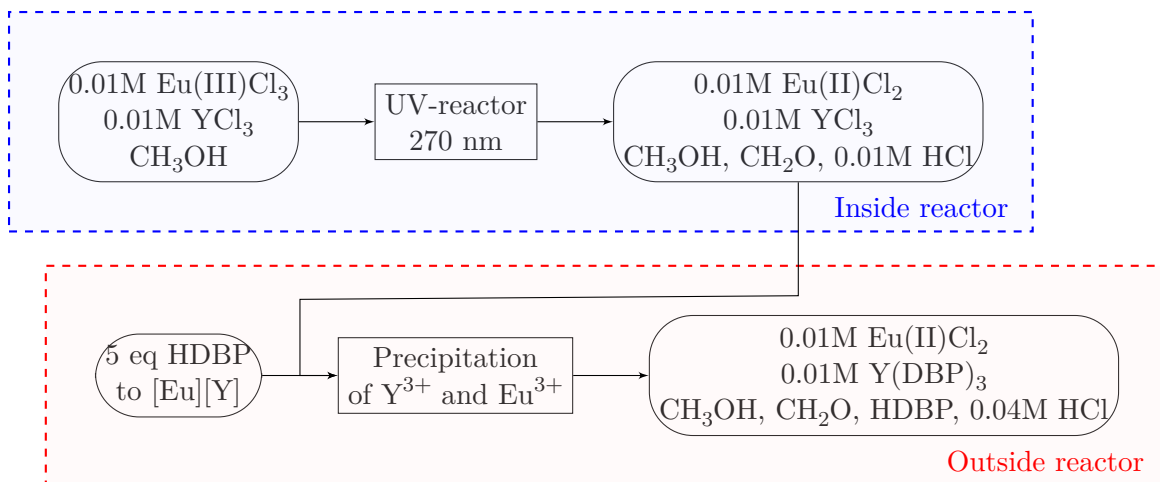 0.01M Eu(III)Cl₃
0.01M YCl₃
CH₃OH
UV-reactor
270 nm
0.01M Eu(II)Cl₂
0.01M YCl₃
CH₃OH, CH₂O, 0.01M HCl
Inside reactor
5 eq HDBP
to [Eu][Y]
Precipitation
of Y³⁺ and Eu³⁺
0.01M Eu(II)Cl₂
0.01M Y(DBP)₃
CH₃OH, CH₂O, HDBP, 0.04M HCl
Outside reactor